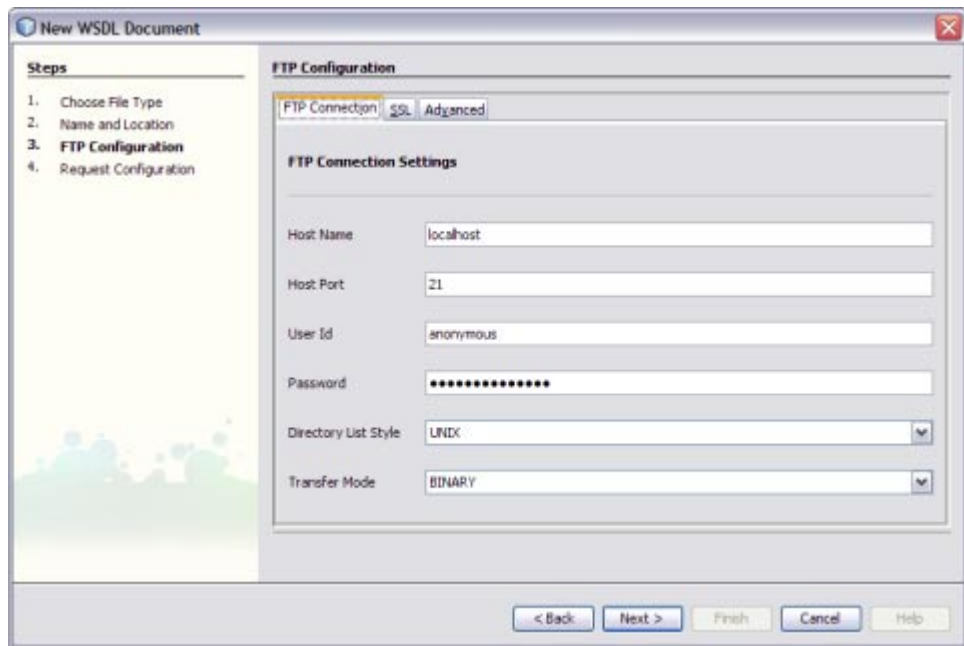 New WSDL Document
Steps
1. Choose File Type
2. Name and Location
3. FTP Configuration
4. Request Configuration
FTP Configuration
FTP Connection SSL Advanced
FTP Connection Settings
Host Name localhost
Host Port 21
User Id anonymous
Password ••••••••••••••
Directory List Style UNIX
Transfer Mode BINARY
< Back Next > Finish Cancel Help